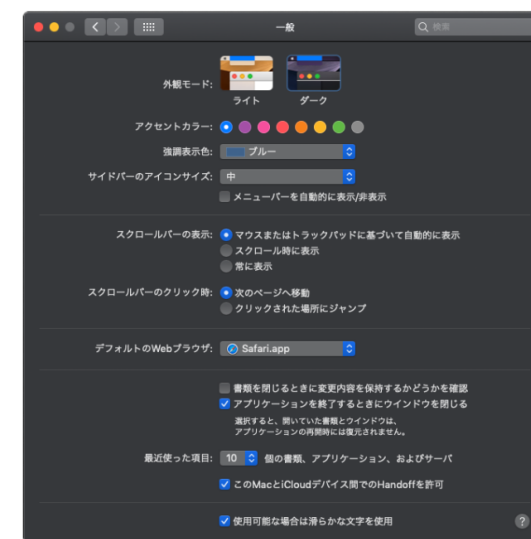 一般
検索
外観モード:
ライト ダーク
アクセントカラー:
強調表示色: ブルー
サイドバーのアイコンサイズ: 中
メニューバーを自動的に表示/非表示
スクロールバーの表示: マウスまたはトラックパッドに基づいて自動的に表示
スクロール時に表示
常に表示
スクロールバーのクリック時: 次のページへ移動
クリックされた場所にジャンプ
デフォルトのWebブラウザ: Safari.app
書類を閉じるときに変更内容を保持するかどうかを確認
アプリケーションを終了するときにウインドウを閉じる
選択すると、開いていた書類とウインドウは、
アプリケーションの再開時には復元されません。
最近使った項目: 10 個の書類、アプリケーション、およびサーバ
このMacとiCloudデバイス間でのHandoffを許可
使用可能な場合は滑らかな文字を使用
?